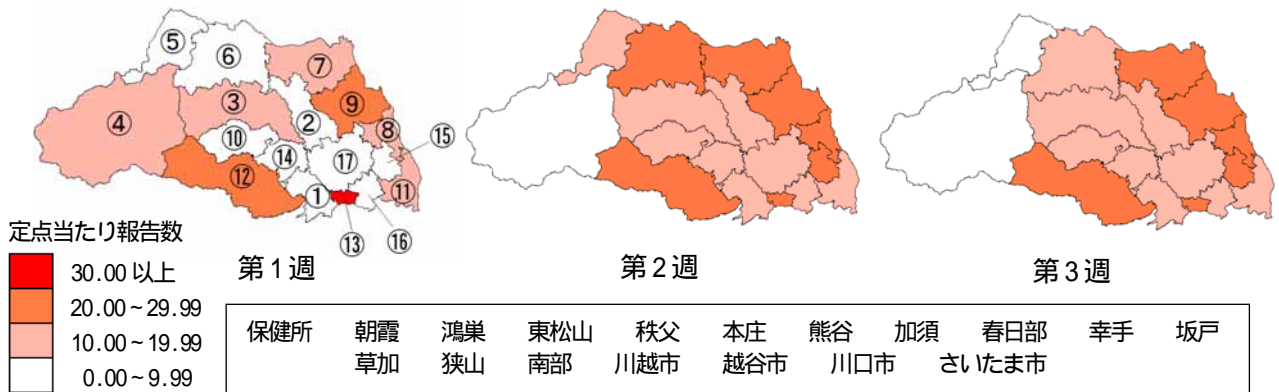 ⑤
⑥
⑦
④
③
②
⑨
⑧
⑮
⑩
⑭
⑰
⑫
①
⑪
⑬
⑯
定点当たり報告数
30.00 以上
20.00~29.99
10.00~19.99
0.00~9.99
第1週
第2週
第3週
保健所 朝霞 鴻巣 東松山 秩父 本庄 熊谷 加須 春日部 幸手 坂戸
草加 狭山 南部 川越市 越谷市 川口市 さいたま市